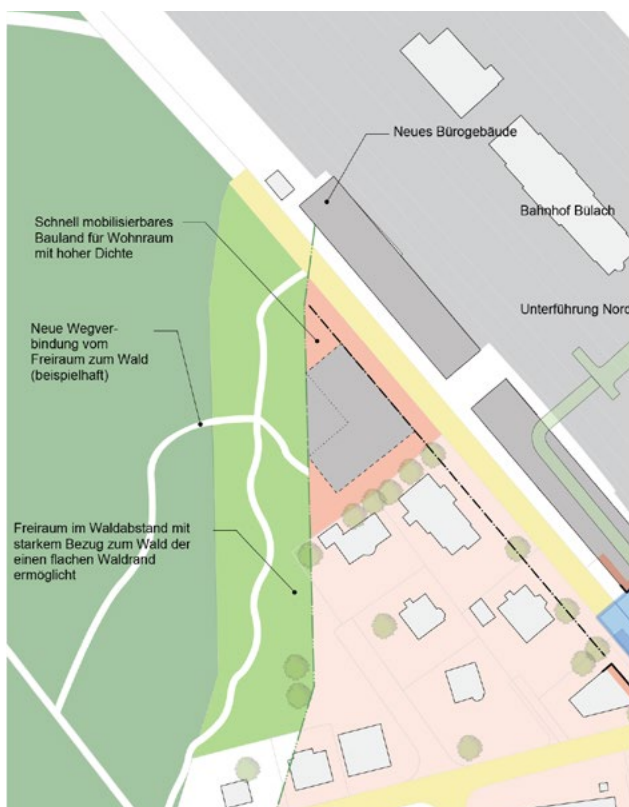 Neues Bürogebäude
Bahnhof Bülach
Schnell mobilisierbares
Bauland für Wohnraum
mit hoher Dichte
Unterführung Nord
Neue Wegver-
bindung vom
Freiraum zum Wald
(beispielhaft)
Freiraum im Waldabstand mit
starkem Bezug zum Wald der
einen flachen Waldrand
ermöglicht